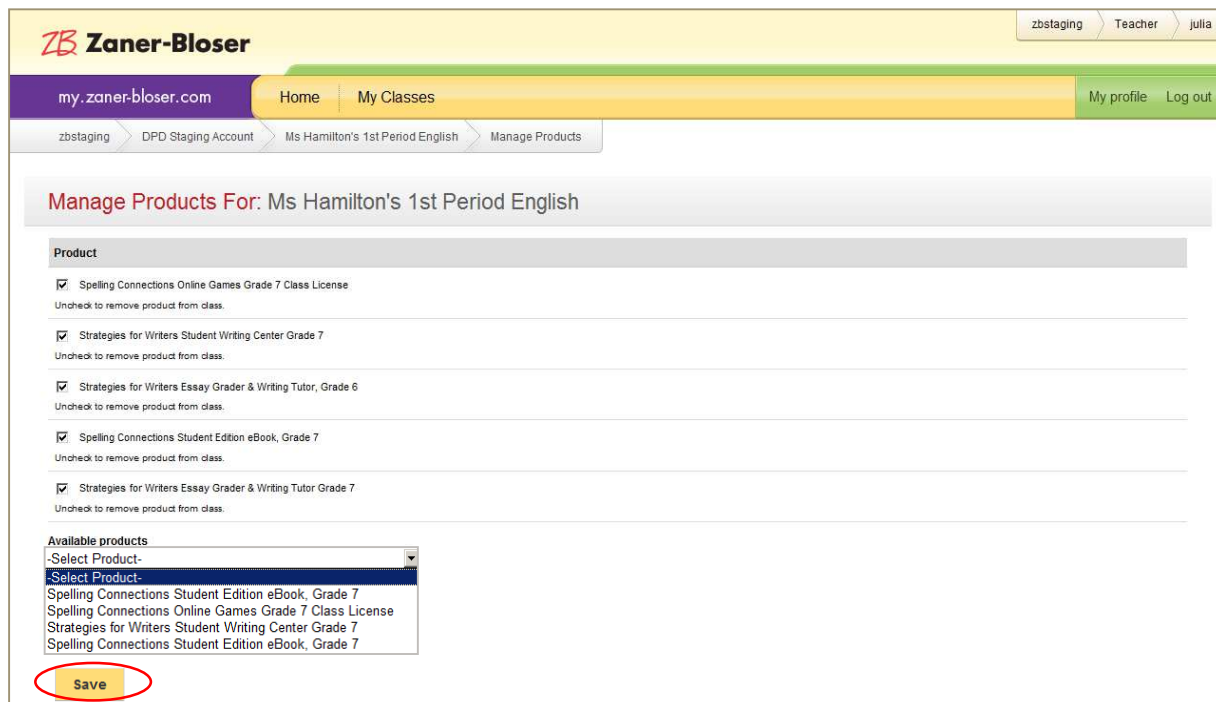 ZB Zaner-Bloser
zbstaging Teacher julia
my.zaner-bloser.com Home My Classes My profile Log out
zbstaging DPD Staging Account Ms Hamilton's 1st Period English Manage Products
Manage Products For: Ms Hamilton's 1st Period English
Product
Spelling Connections Online Games Grade 7 Class License
Uncheck to remove product from class.
Strategies for Writers Student Writing Center Grade 7
Uncheck to remove product from class.
Strategies for Writers Essay Grader & Writing Tutor, Grade 6
Uncheck to remove product from class.
Spelling Connections Student Edition eBook, Grade 7
Uncheck to remove product from class.
Strategies for Writers Essay Grader & Writing Tutor Grade 7
Uncheck to remove product from class.
Available products
-Select Product-
-Select Product-
Spelling Connections Student Edition eBook, Grade 7
Spelling Connections Online Games Grade 7 Class License
Strategies for Writers Student Writing Center Grade 7
Spelling Connections Student Edition eBook, Grade 7
Save